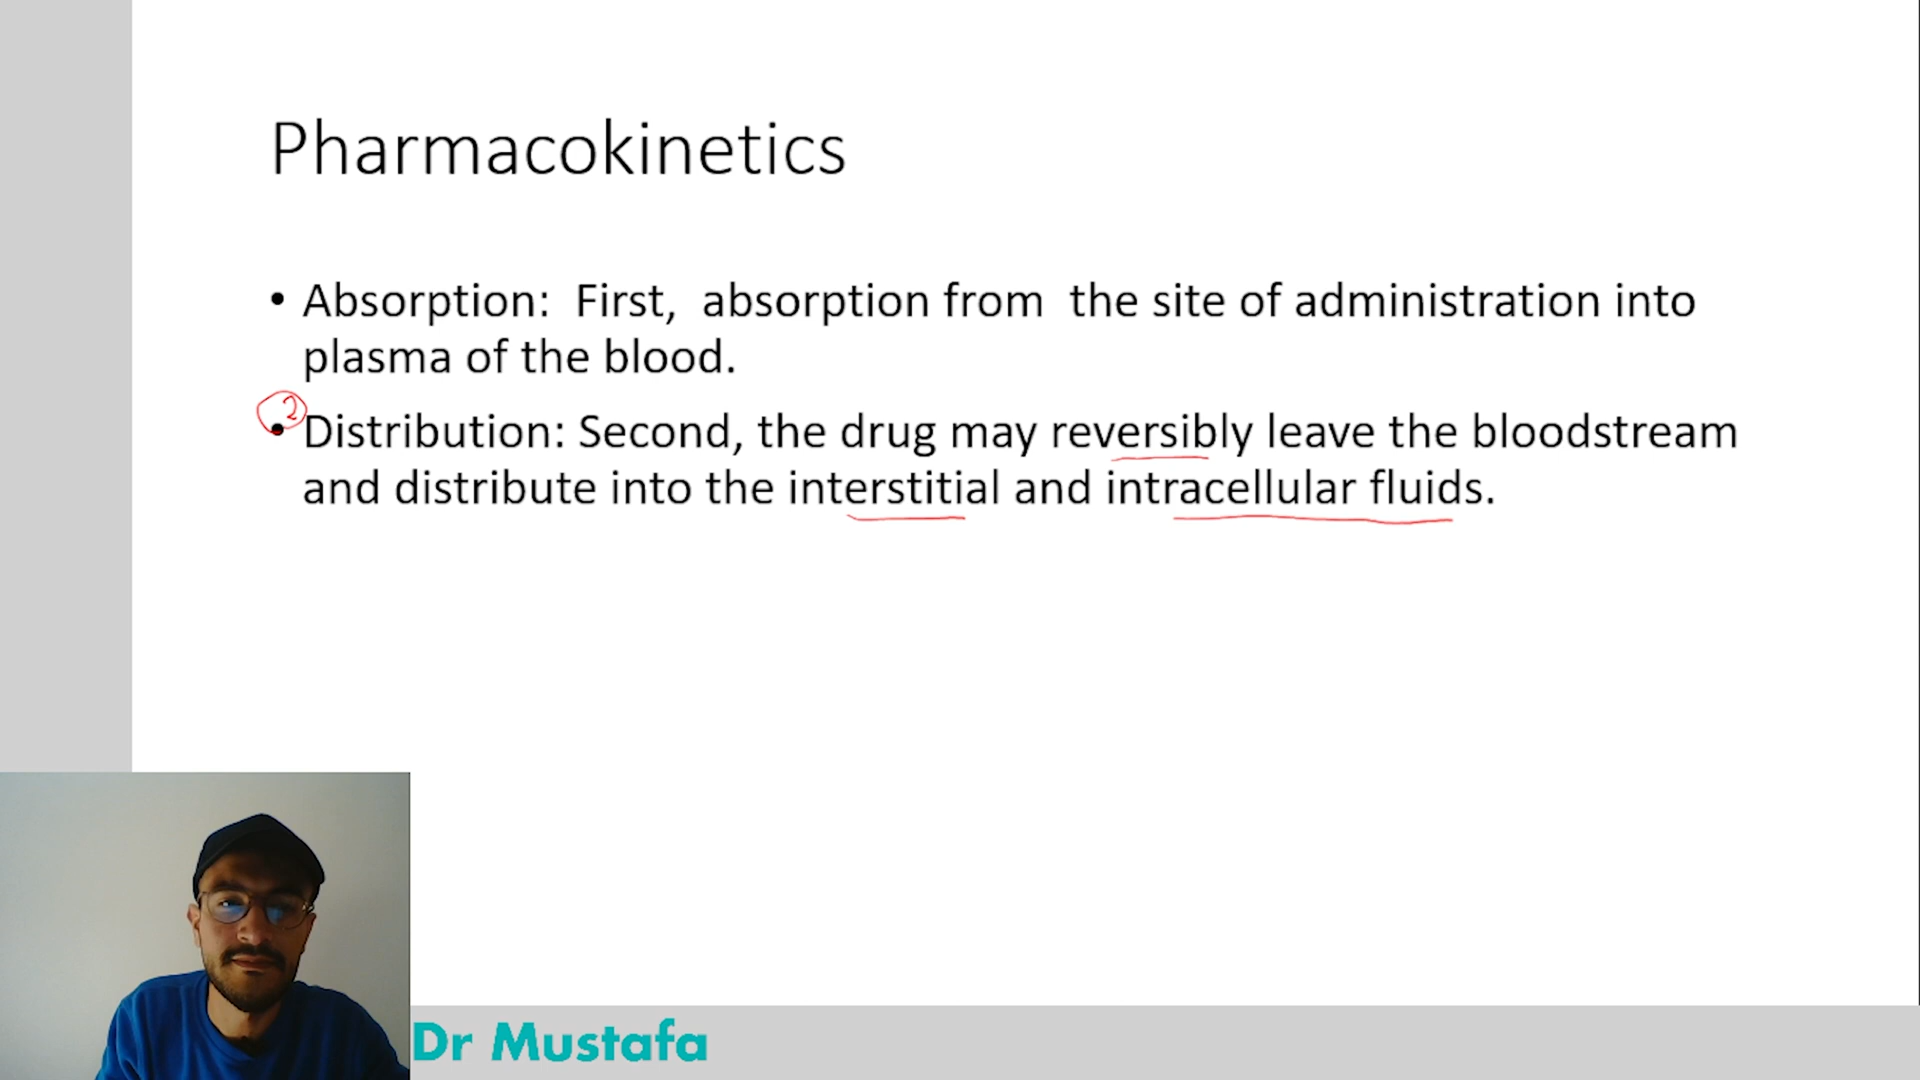 Pharmacokinetics
• Absorption: First, absorption from the site of administration into
plasma of the blood.
2
• Distribution: Second, the drug may reversibly leave the bloodstream
and distribute into the interstitial and intracellular fluids.
Dr Mustafa